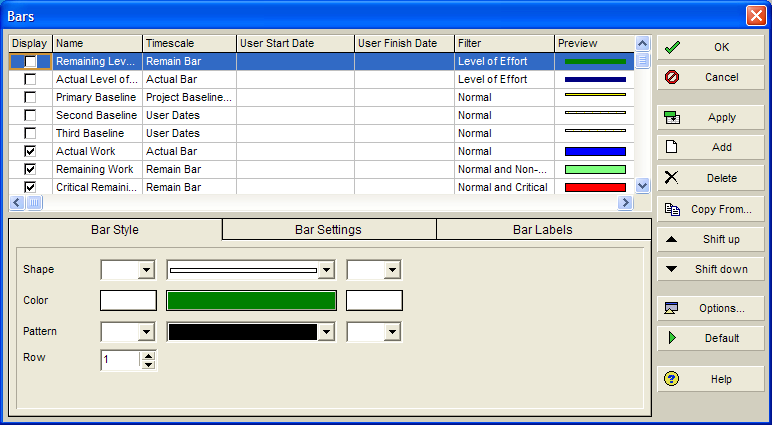 Bars
Display Name Timescale User Start Date User Finish Date Filter Preview
Remaining Lev... Remain Bar Level of Effort
Actual Level of... Actual Bar Level of Effort
Primary Baseline Project Baseline... Normal
Second Baseline User Dates Normal
Third Baseline User Dates Normal
Actual Work Actual Bar Normal
Remaining Work Remain Bar Normal and Non-...
Critical Remaini... Remain Bar Normal and Critical
OK
Cancel
Apply
Add
Delete
Copy From...
Shift up
Shift down
Options...
Default
Help
Bar Style Bar Settings Bar Labels
Shape
Color
Pattern
Row 1